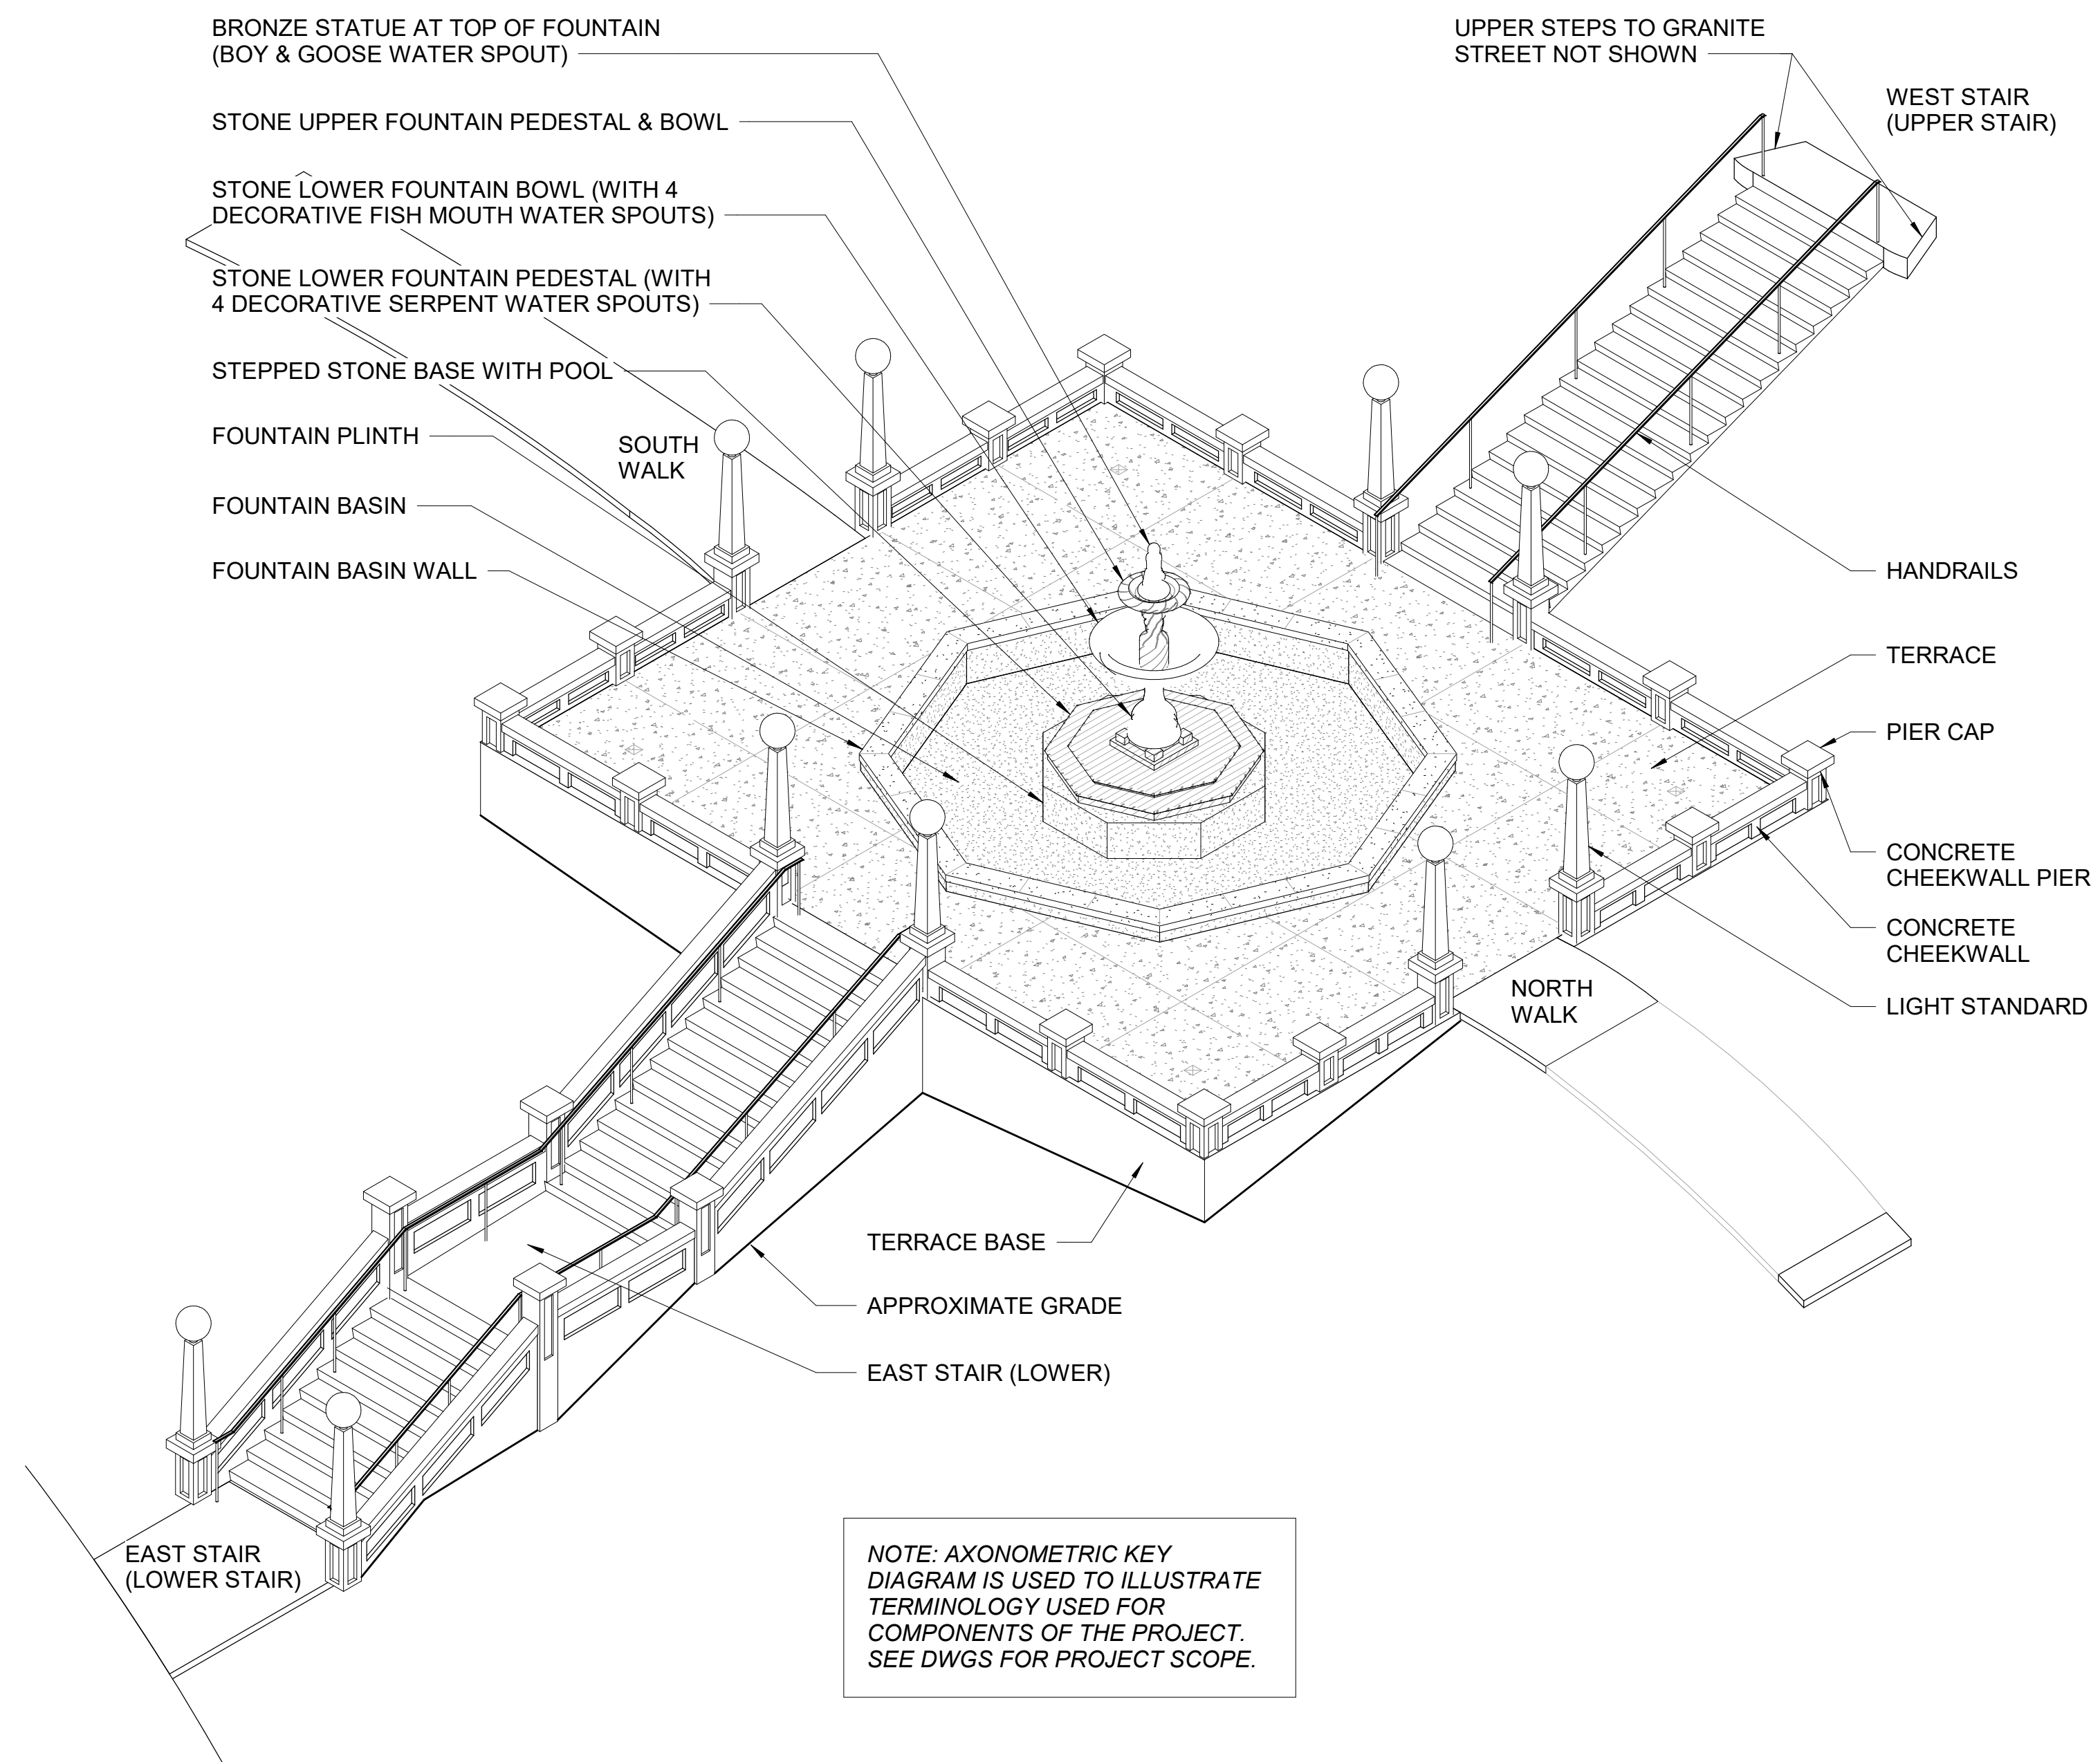 BRONZE STATUE AT TOP OF FOUNTAIN
(BOY & GOOSE WATER SPOUT)
STONE UPPER FOUNTAIN PEDESTAL & BOWL
STONE LOWER FOUNTAIN BOWL (WITH 4
DECORATIVE FISH MOUTH WATER SPOUTS)
STONE LOWER FOUNTAIN PEDESTAL (WITH
4 DECORATIVE SERPENT WATER SPOUTS)
STEPPED STONE BASE WITH POOL
FOUNTAIN PLINTH
FOUNTAIN BASIN
FOUNTAIN BASIN WALL
SOUTH
WALK
UPPER STEPS TO GRANITE
STREET NOT SHOWN
WEST STAIR
(UPPER STAIR)
HANDRAILS
TERRACE
PIER CAP
CONCRETE
CHEEKWALL PIER
CONCRETE
CHEEKWALL
LIGHT STANDARD
NORTH
WALK
TERRACE BASE
APPROXIMATE GRADE
EAST STAIR (LOWER)
EAST STAIR
(LOWER STAIR)
NOTE: AXONOMETRIC KEY
DIAGRAM IS USED TO ILLUSTRATE
TERMINOLOGY USED FOR
COMPONENTS OF THE PROJECT.
SEE DWGS FOR PROJECT SCOPE.